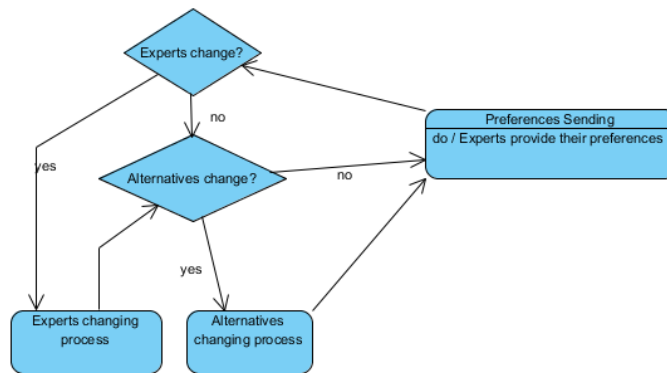 Experts change?
no
Preferences Sending
do / Experts provide their preferences
yes
Alternatives change?
no
yes
Experts changing
process
Alternatives
changing process